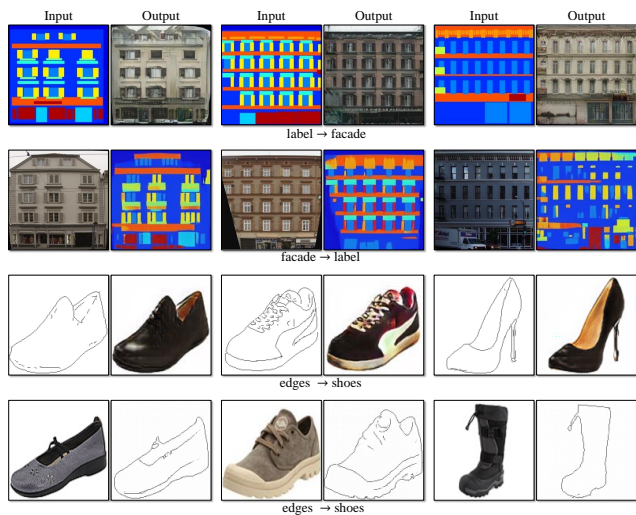 Input Output Input Output Input Output
label → facade
facade → label
edges → shoes
edges → shoes